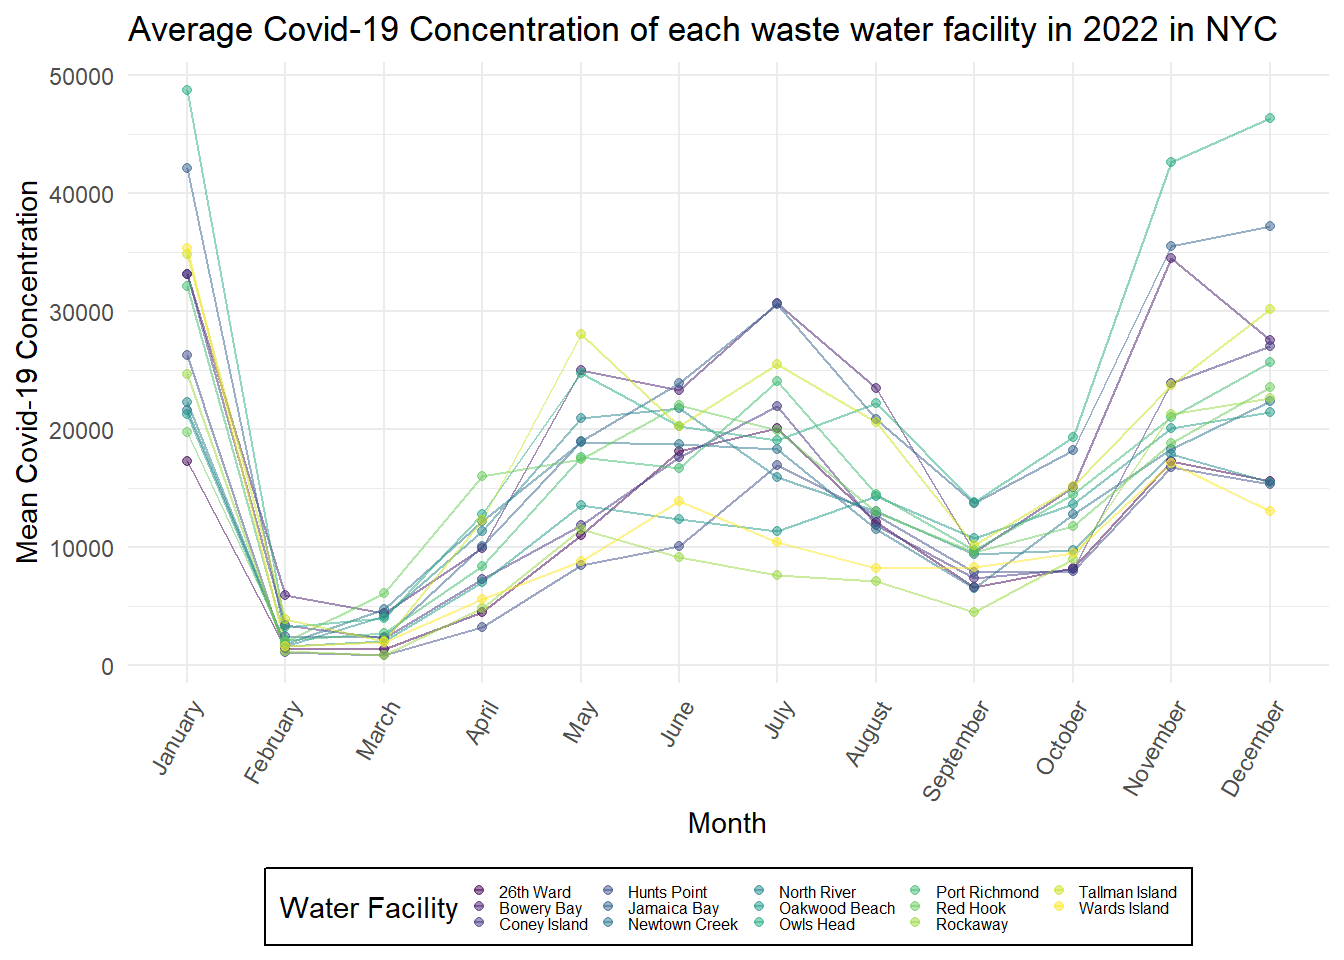 Average Covid-19 Concentration of each waste water facility in 2022 in NYC
Mean Covid-19 Concentration
50000
40000
30000
20000
10000
0
January
February
March
April
May
June
July
August
September
October
November
December
Month
Water Facility
26th Ward
Bowery Bay
Coney Island
Hunts Point
Jamaica Bay
Newtown Creek
North River
Oakwood Beach
Owls Head
Port Richmond
Red Hook
Rockaway
Tallman Island
Wards Island